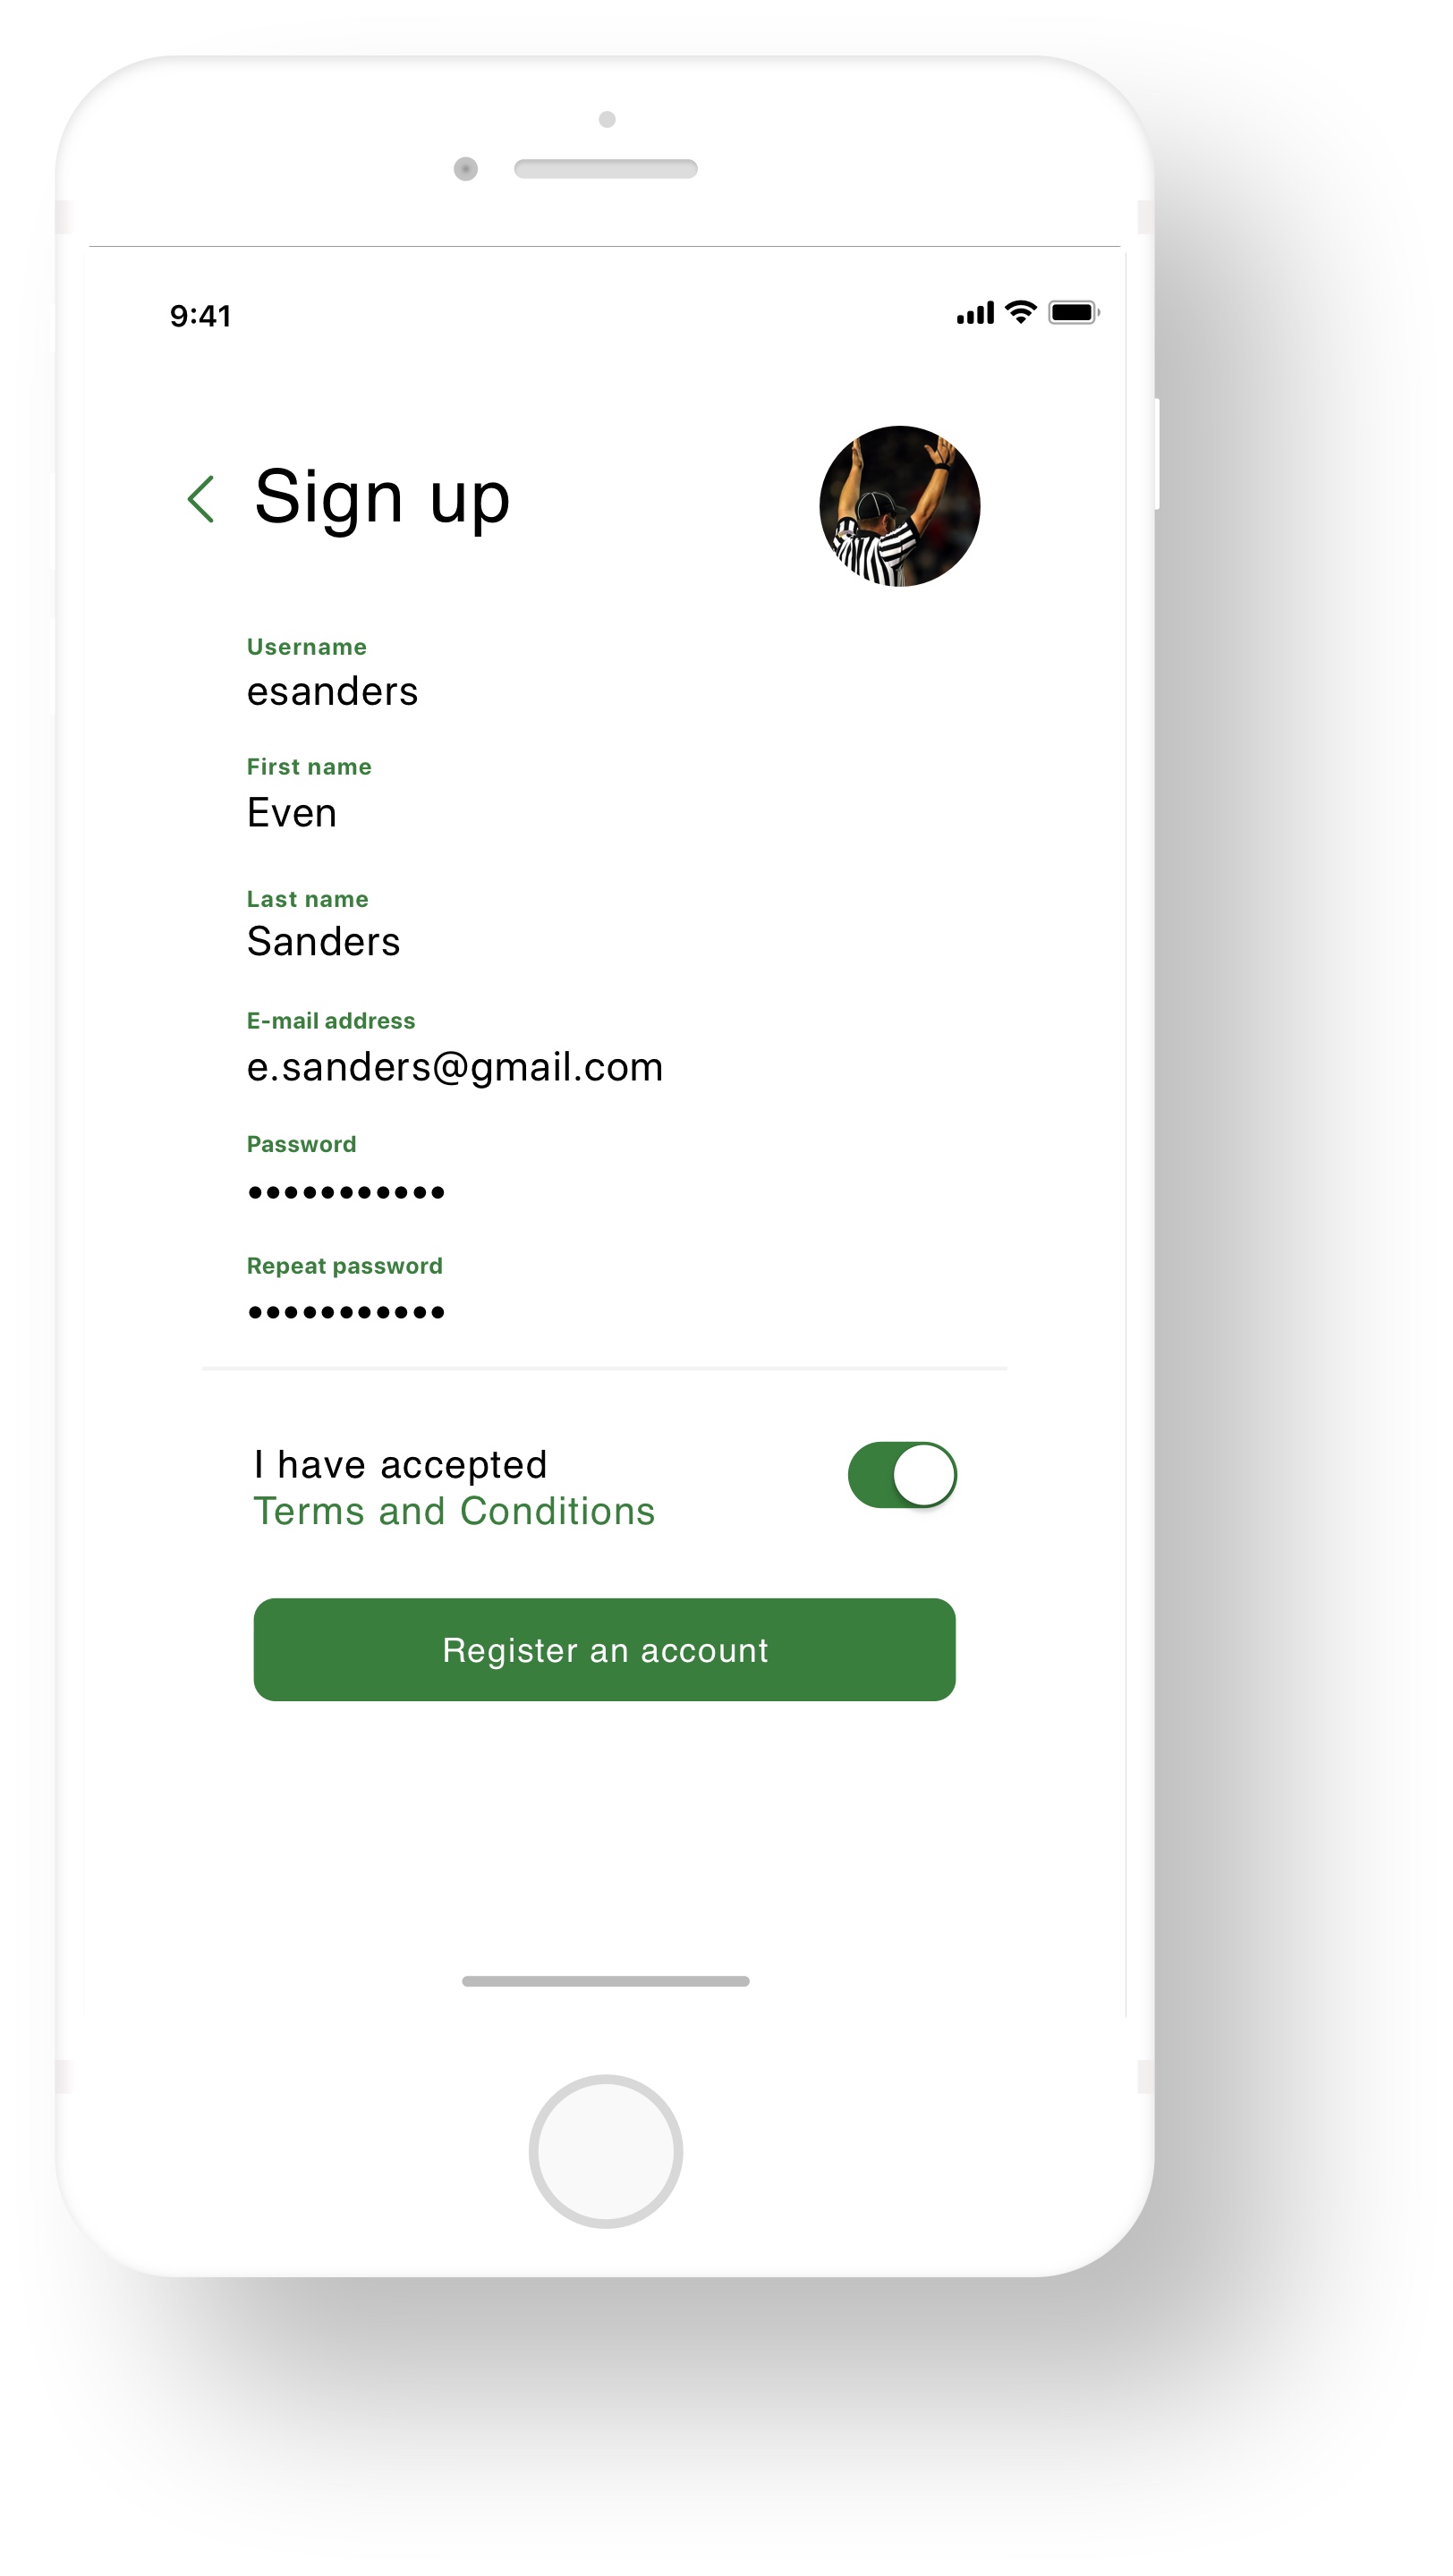 9:41
Sign up
Username
esanders
First name
Even
Last name
Sanders
E-mail address
e.sanders@gmail.com
Password
•••••••••••
Repeat password
•••••••••••
I have accepted
Terms and Conditions
Register an account